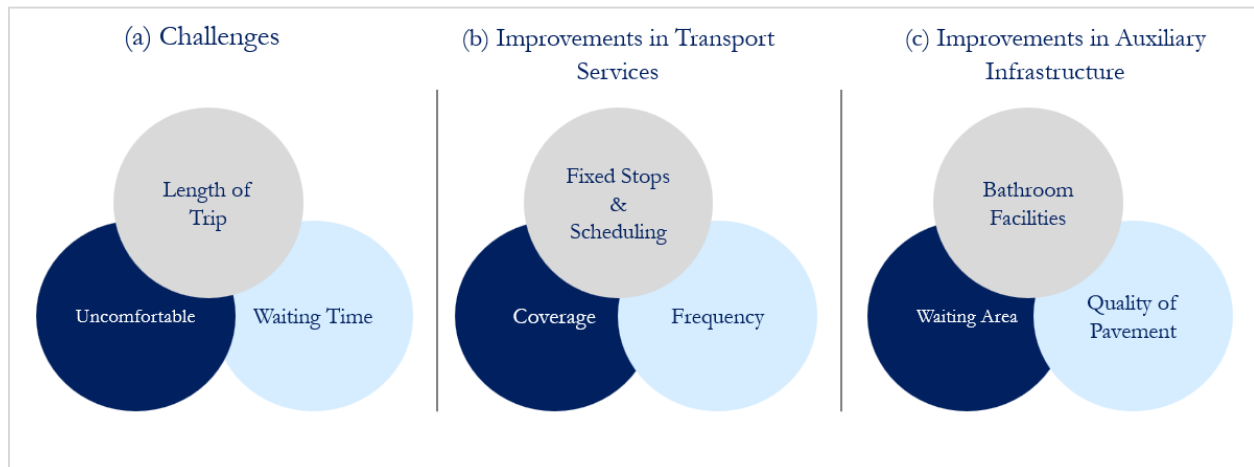 (a) Challenges
Length of
Trip
Uncomfortable
Waiting Time
(b) Improvements in Transport
Services
Fixed Stops
&
Scheduling
Coverage
Frequency
(c) Improvements in Auxiliary
Infrastructure
Bathroom
Facilities
Waiting Area
Quality of
Pavement